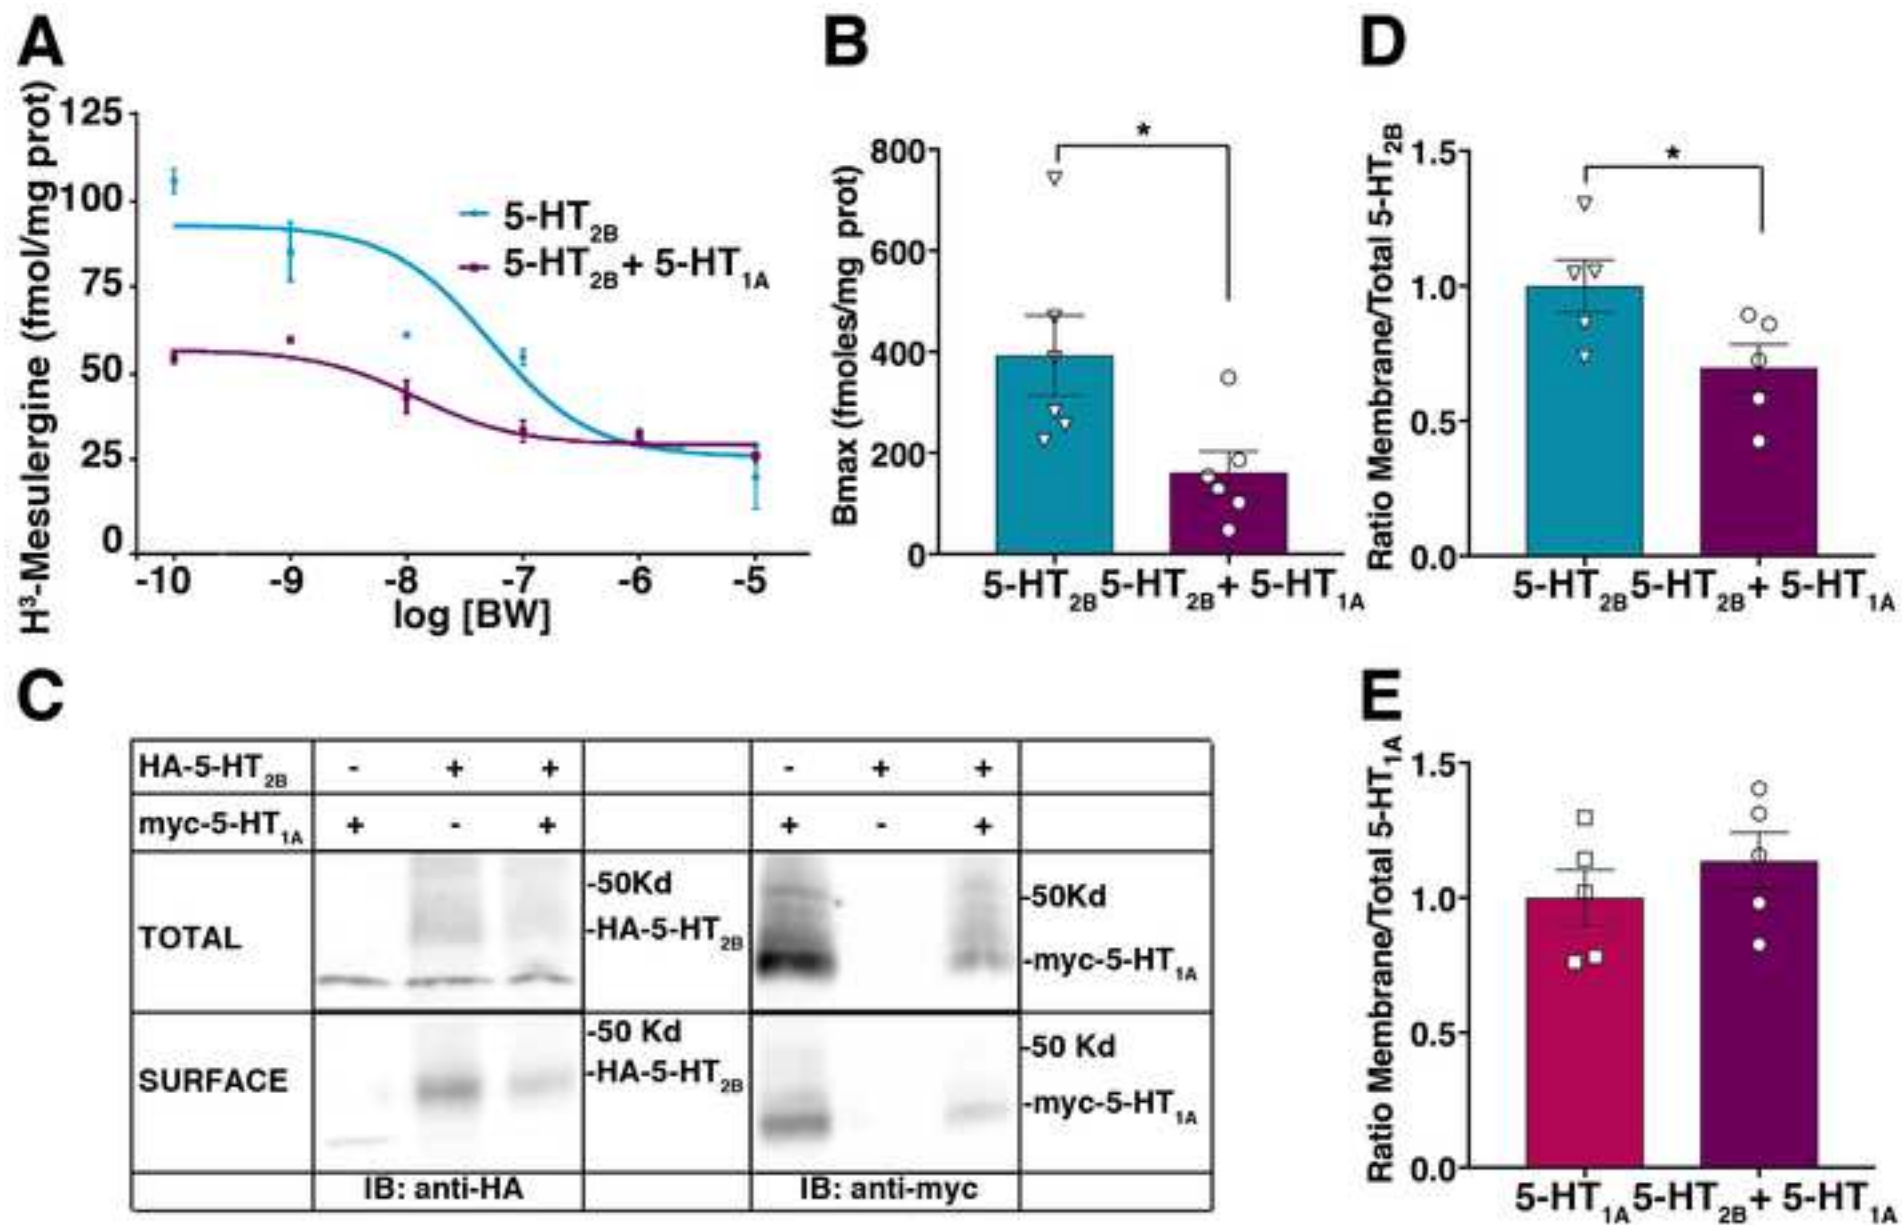 A
H³-Mesulergine (fmol/mg prot)
125
100
75
50
25
0
-10 -9 -8 -7 -6 -5
log [BW]
5-HT2B
5-HT2B + 5-HT1A
B
*
Bmax (fmoles/mg prot)
800
600
400
200
0
5-HT2B 5-HT2B + 5-HT1A
D
*
Ratio Membrane/Total 5-HT2B
1.5
1.0
0.5
0.0
5-HT2B 5-HT2B + 5-HT1A
C
HA-5-HT2B - + + - + +
myc-5-HT1A + - + + - +
TOTAL
-50Kd
-HA-5-HT2B
-50Kd
-myc-5-HT1A
SURFACE
-50 Kd
-HA-5-HT2B
-50 Kd
-myc-5-HT1A
IB: anti-HA IB: anti-myc
E
Ratio Membrane/Total 5-HT1A
1.5
1.0
0.5
0.0
5-HT1A 5-HT2B + 5-HT1A